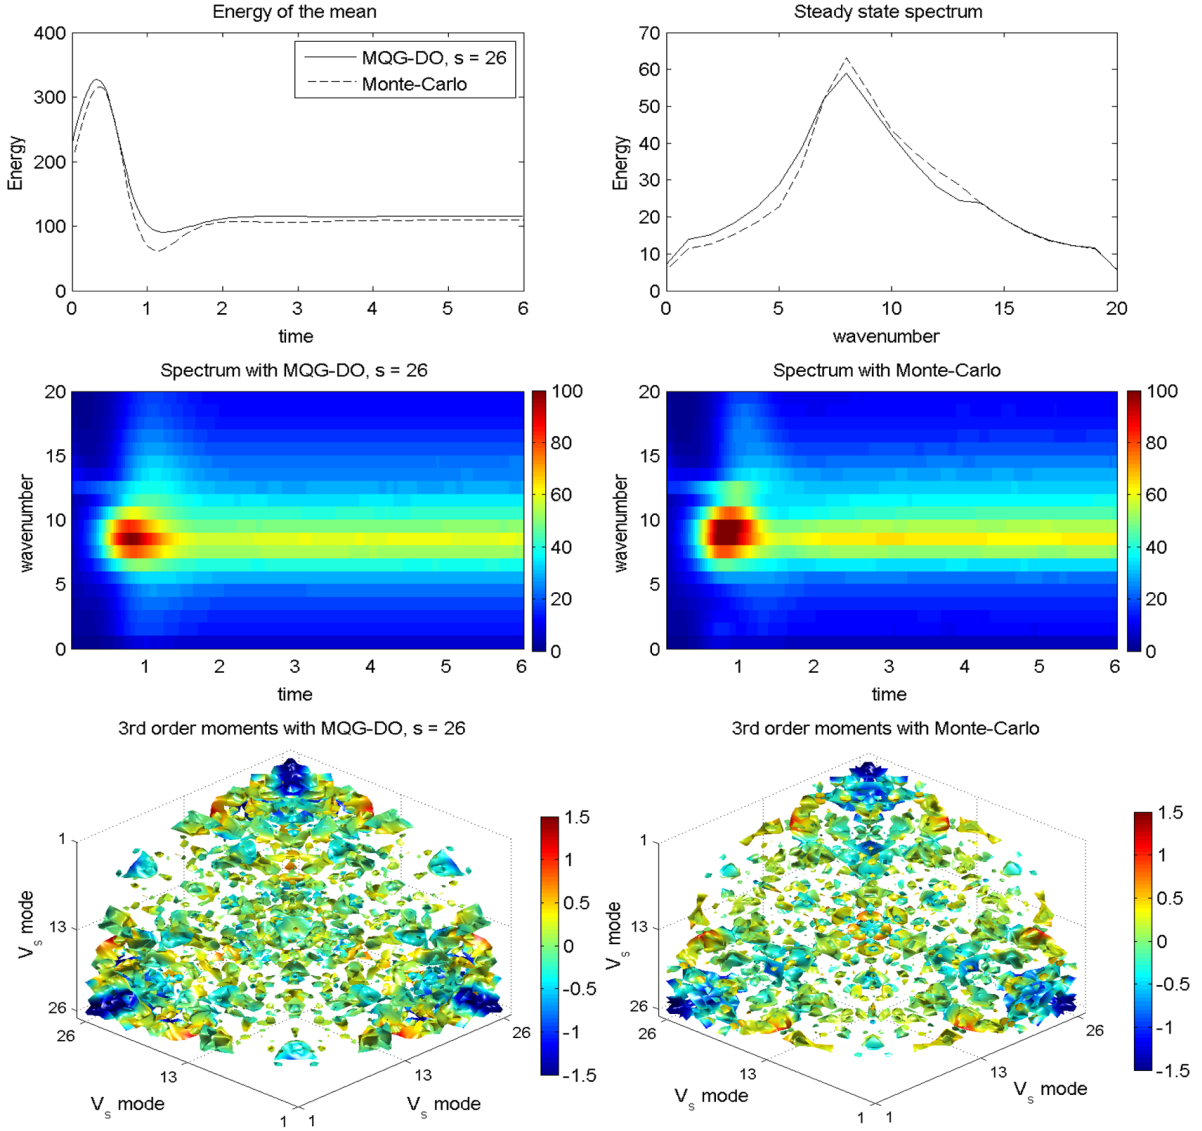 Energy of the mean
400
300
200
100
0
Energy
0 1 2 3 4 5 6
time
MQG-DO, s = 26
Monte-Carlo
Steady state spectrum
70
60
50
40
30
20
10
0
Energy
0 5 10 15 20
wavenumber
Spectrum with MQG-DO, s = 26
20
15
10
5
0
wavenumber
1 2 3 4 5 6
time
100
80
60
40
20
0
Spectrum with Monte-Carlo
20
15
10
5
0
wavenumber
1 2 3 4 5 6
time
100
80
60
40
20
0
3rd order moments with MQG-DO, s = 26
1
13
26
V_s mode
26
13
1
V_s mode
1
13
26
V_s mode
1.5
1
0.5
0
-0.5
-1
-1.5
3rd order moments with Monte-Carlo
1
13
26
V_s mode
26
13
1
V_s mode
1
13
26
V_s mode
1.5
1
0.5
0
-0.5
-1
-1.5